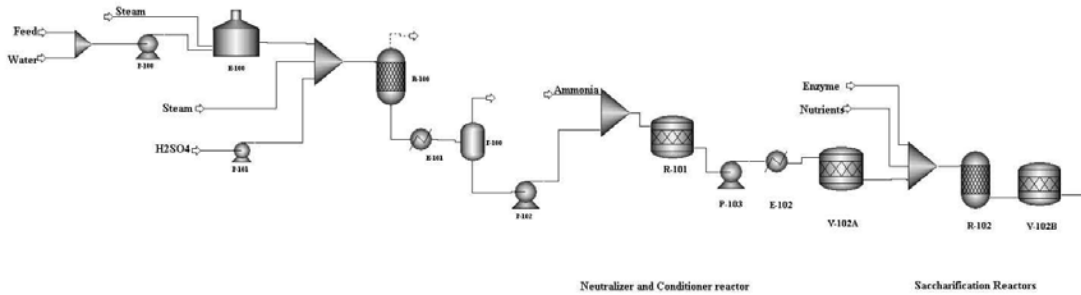 Steam
Feed
Water
P-100
E-100
R-100
Steam
H2SO4
P-101
E-101
F-100
P-102
Ammonia
R-101
P-103
E-102
Enzyme
Nutrients
V-102A
R-102
V-102B
Neutralizer and Conditioner reactor
Saccharification Reactors